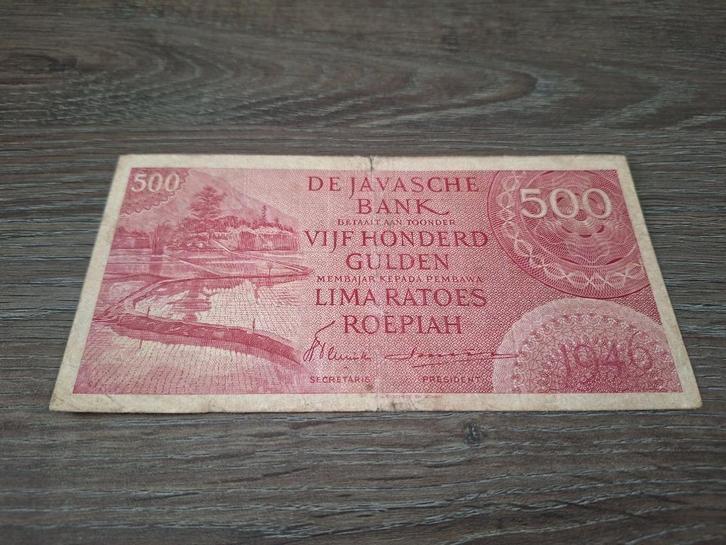 500
DE JAVASCHE
BANK
BETAALT AAN TOONDER
VIJF HONDERD
GULDEN
MEMBAJAR KEPADA PEMBAWA
LIMA RATOES
ROEPIAH
SECRETARIS PRESIDENT
500
1946